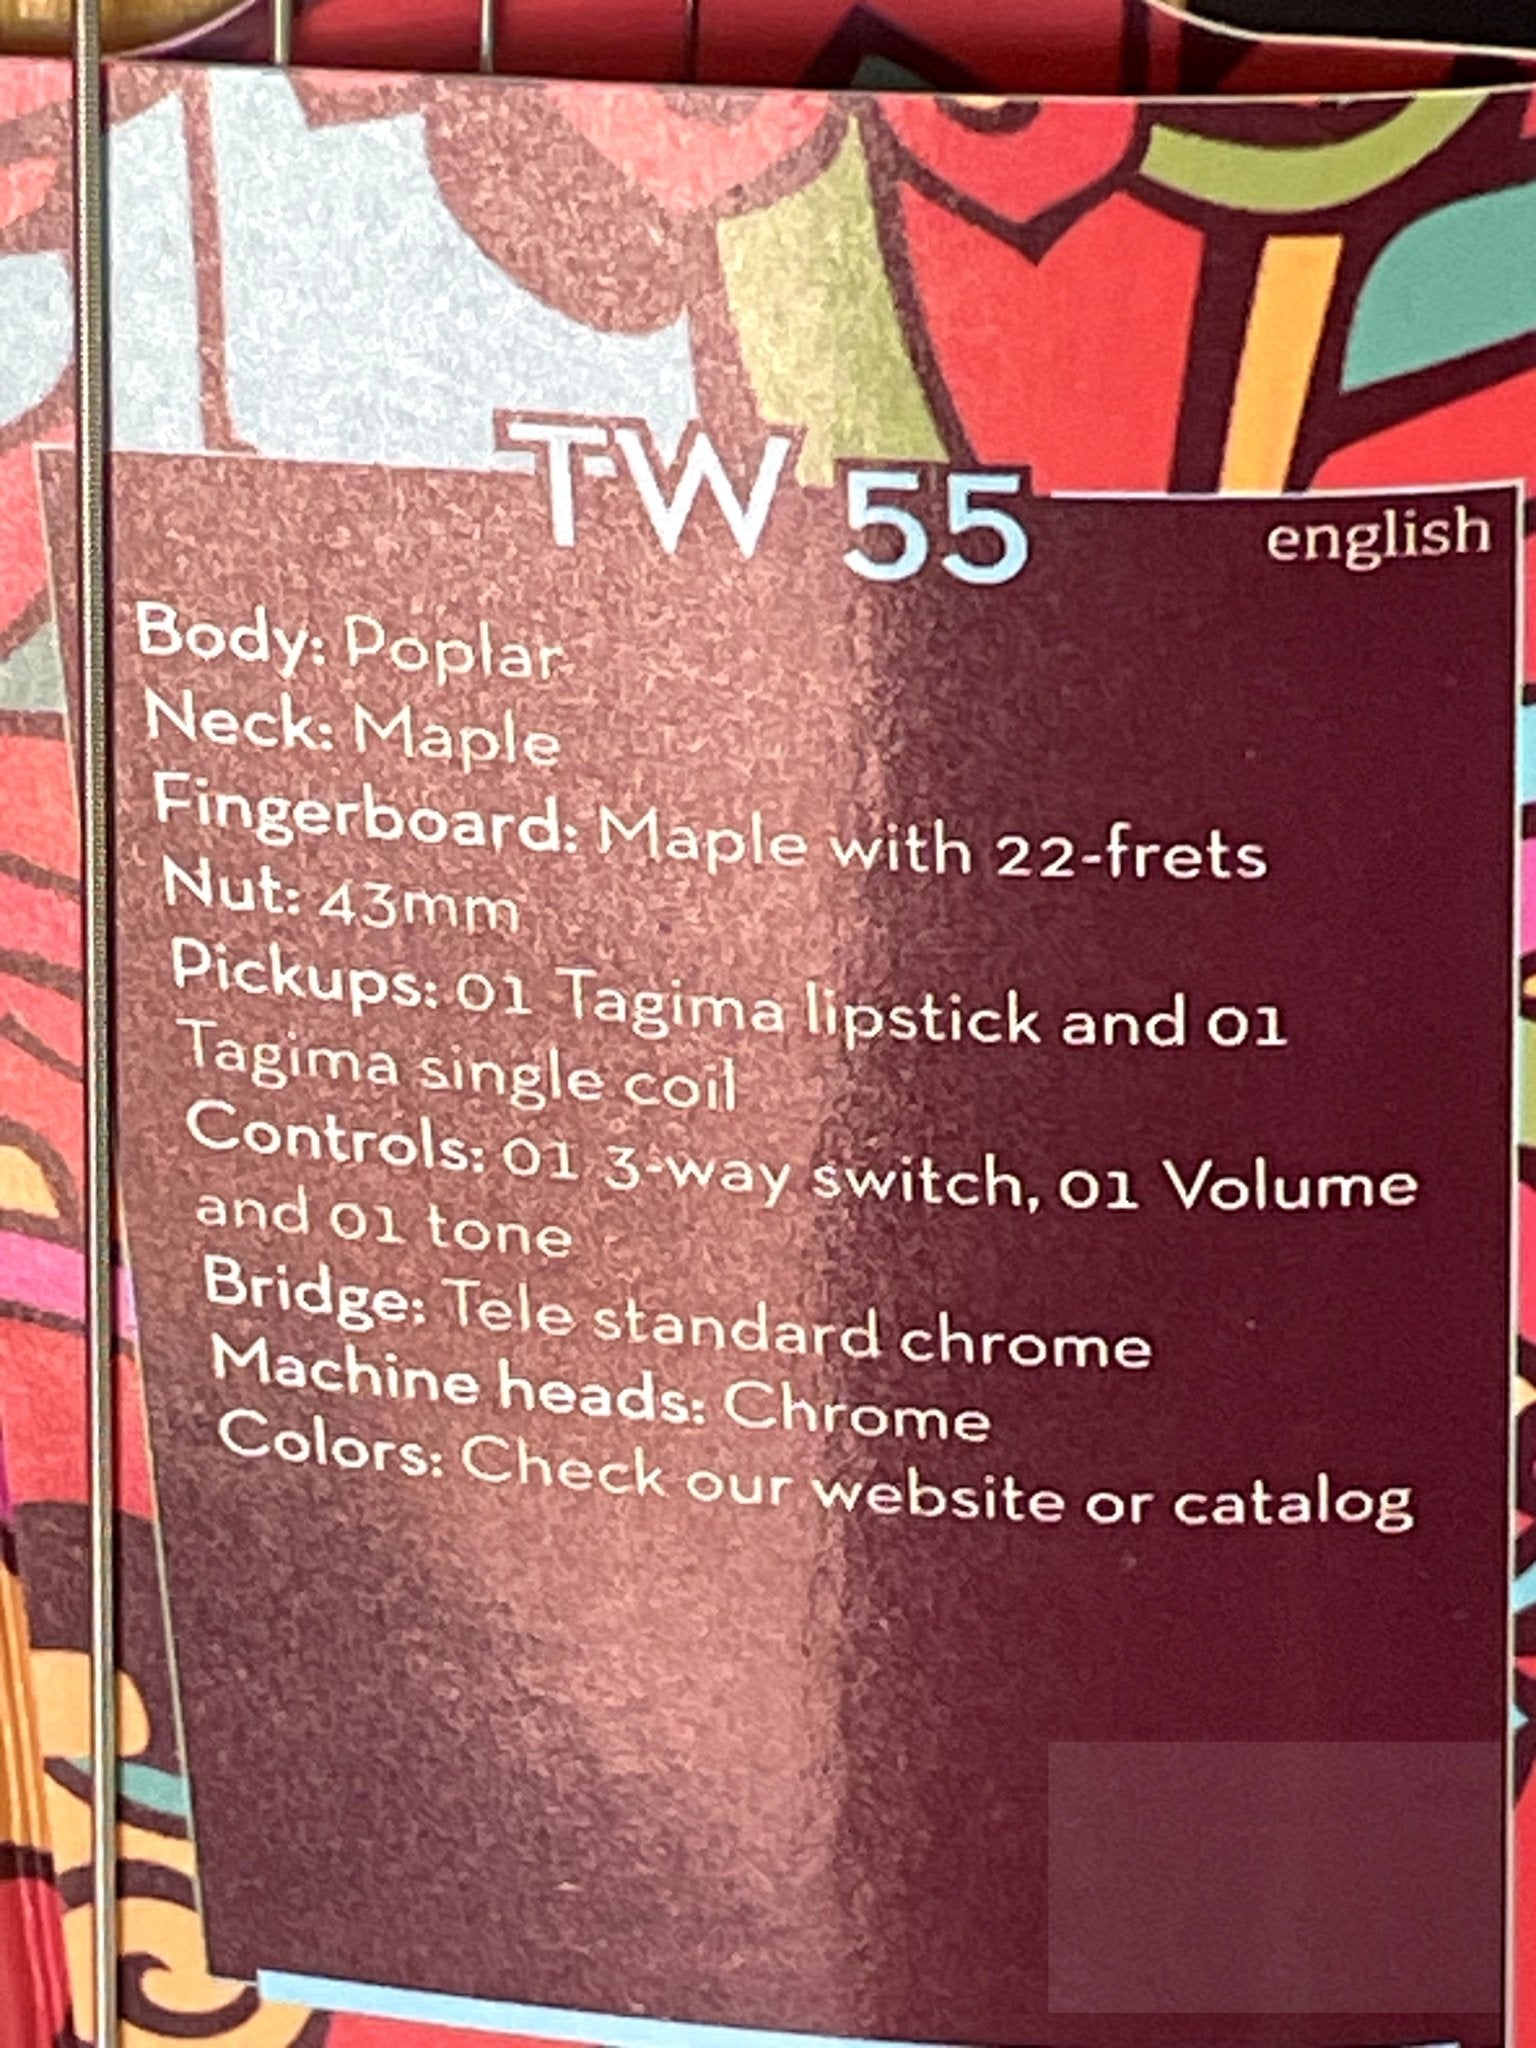 TW 55
english
Body: Poplar
Neck: Maple
Fingerboard: Maple with 22-frets
Nut: 43mm
Pickups: 01 Tagima lipstick and 01
Tagima single coil
Controls: 01 3-way switch, 01 Volume
and 01 tone
Bridge: Tele standard chrome
Machine heads: Chrome
Colors: Check our website or catalog